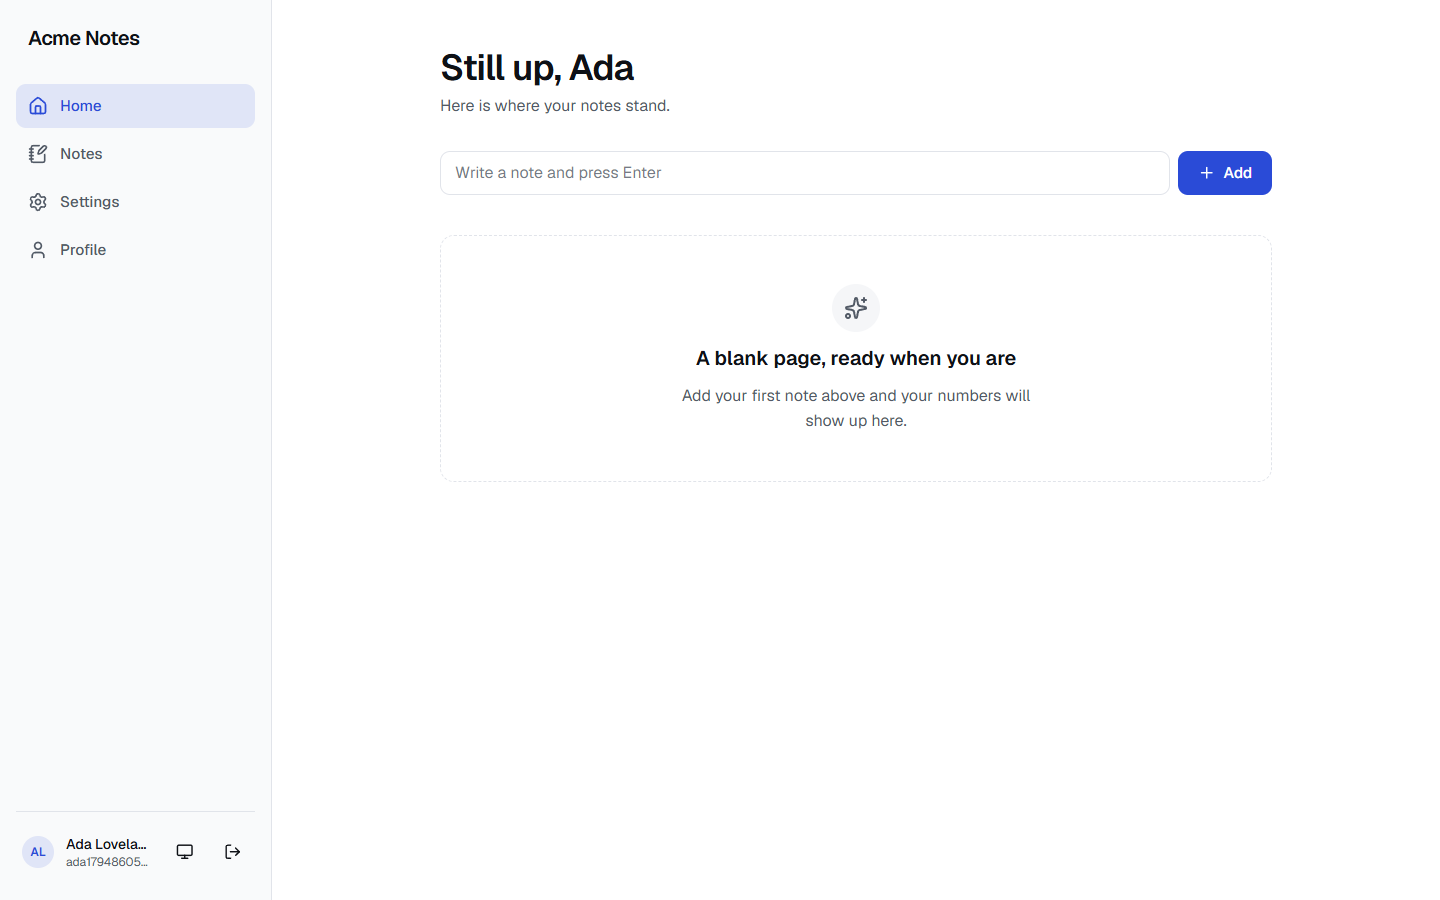 Acme Notes
Home
Notes
Settings
Profile
Still up, Ada
Here is where your notes stand.
Write a note and press Enter
Add
A blank page, ready when you are
Add your first note above and your numbers will
show up here.
AL
Ada Lovela...
ada17948605...